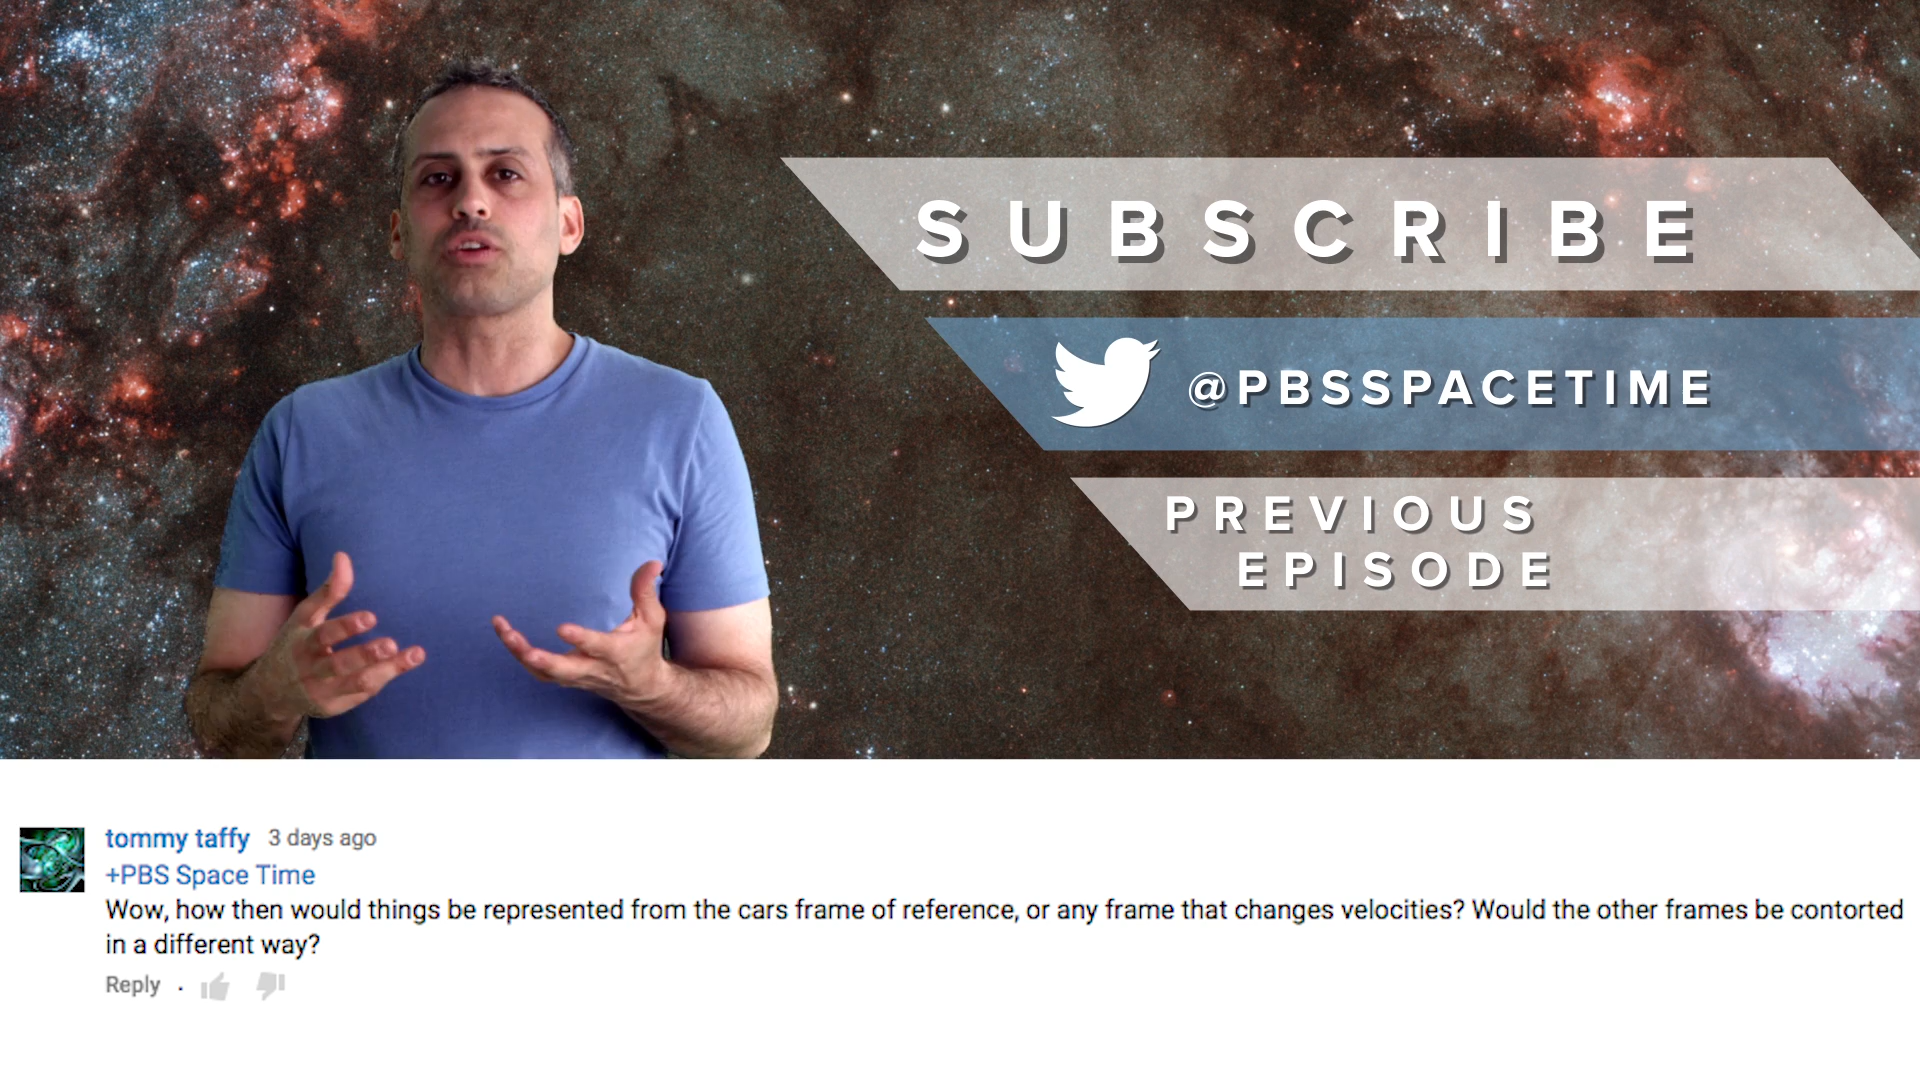 SUBSCRIBE
@PBSSPACETIME
PREVIOUS
EPISODE
tommy taffy 3 days ago
+PBS Space Time
Wow, how then would things be represented from the cars frame of reference, or any frame that changes velocities? Would the other frames be contorted
in a different way?
Reply .